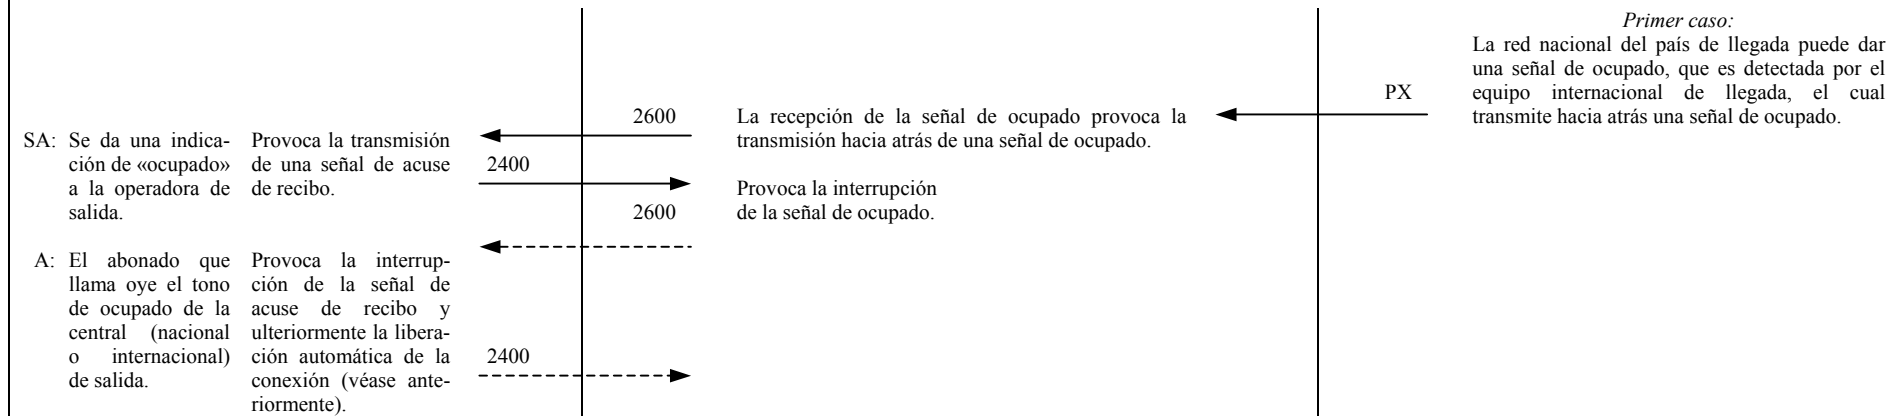 Primer caso:
La red nacional del país de llegada puede dar
una señal de ocupado, que es detectada por el
equipo internacional de llegada, el cual
transmite hacia atrás una señal de ocupado.
PX
2600
La recepción de la señal de ocupado provoca la
transmisión hacia atrás de una señal de ocupado.
SA: Se da una indica-
ción de «ocupado»
a la operadora de
salida.
Provoca la transmisión
de una señal de acuse
de recibo.
2400
Provoca la interrupción
de la señal de ocupado.
2600
A: El abonado que
llama oye el tono
de ocupado de la
central (nacional
o internacional)
de salida.
Provoca la interrup-
ción de la señal de
acuse de recibo y
ulteriormente la libera-
ción automática de la
conexión (véase ante-
riormente).
2400